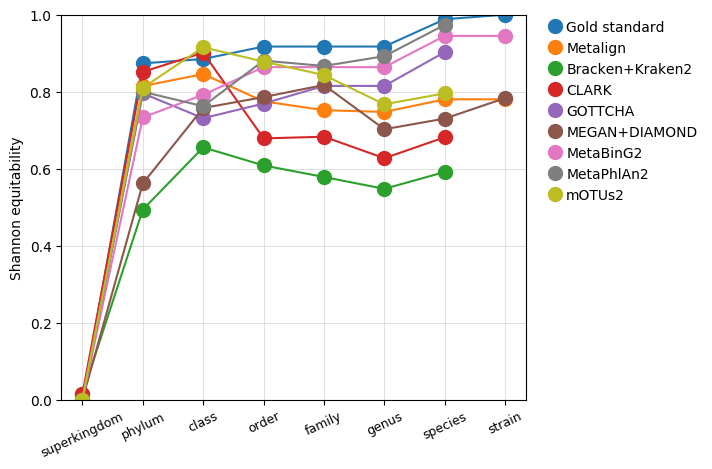 1.0
0.8
0.6
0.4
0.2
0.0
Shannon equitability
superkingdom
phylum
class
order
family
genus
species
strain
Gold standard
Metalign
Bracken+Kraken2
CLARK
GOTTCHA
MEGAN+DIAMOND
MetaBinG2
MetaPhlAn2
mOTUs2